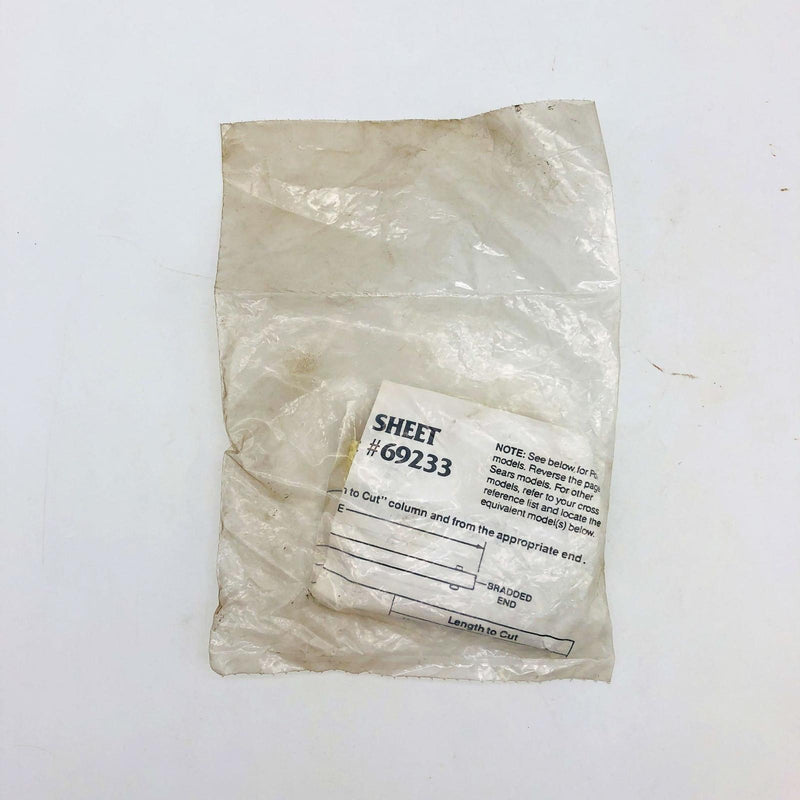 SHEET
#69233
NOTE: See below for
models. Reverse the page
Sears models. For other
models, refer to your cross
reference list and locate the
equivalent model(s) below.
to Cut" column and from the appropriate end.
E
BRADDED
END
Length to Cut